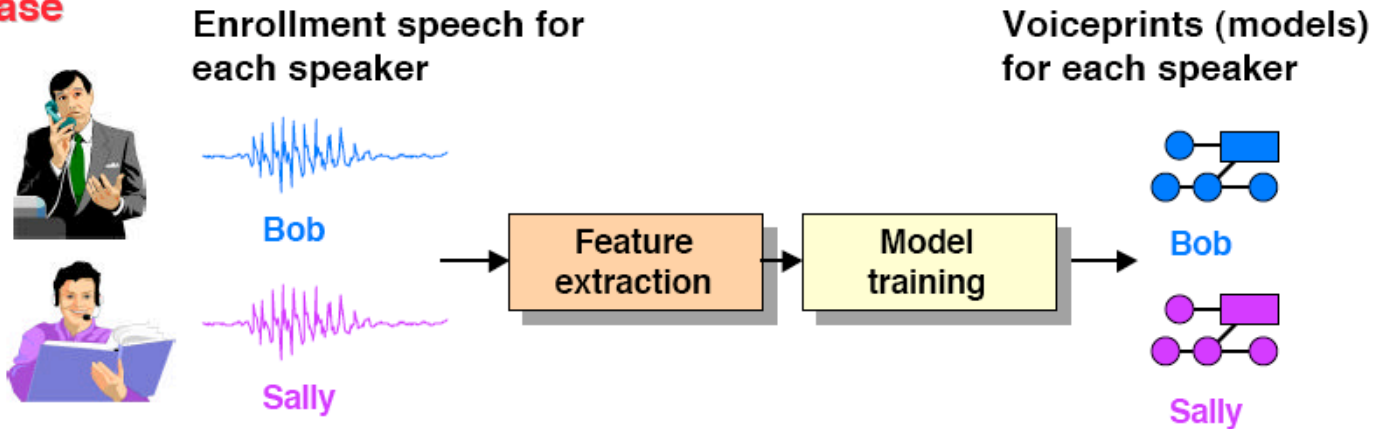 ase
Enrollment speech for
each speaker
Voiceprints (models)
for each speaker
Bob
Sally
Feature
extraction
Model
training
Bob
Sally